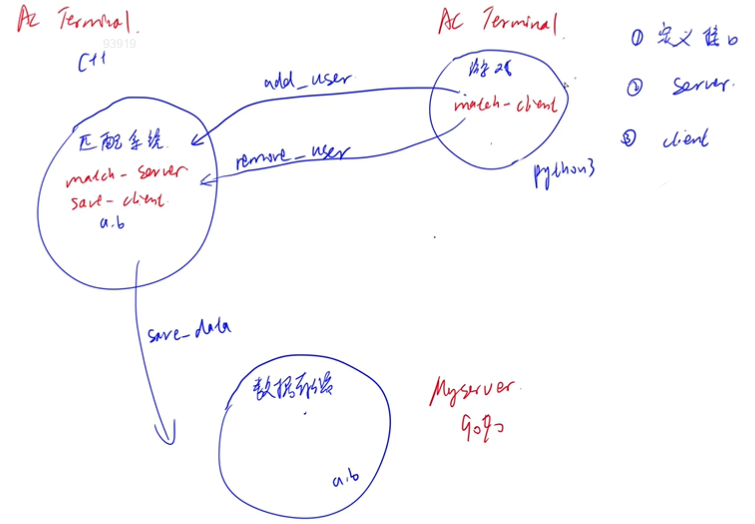 AC Terminal.
93919
C++
匹配系统
match-server
save-client
a.b
add_user
remove_user
AC Terminal
游戏
match-client
python3
① 定义接口
② Server.
③ client
save_data
数据存储
a.b
Myserver.
9090